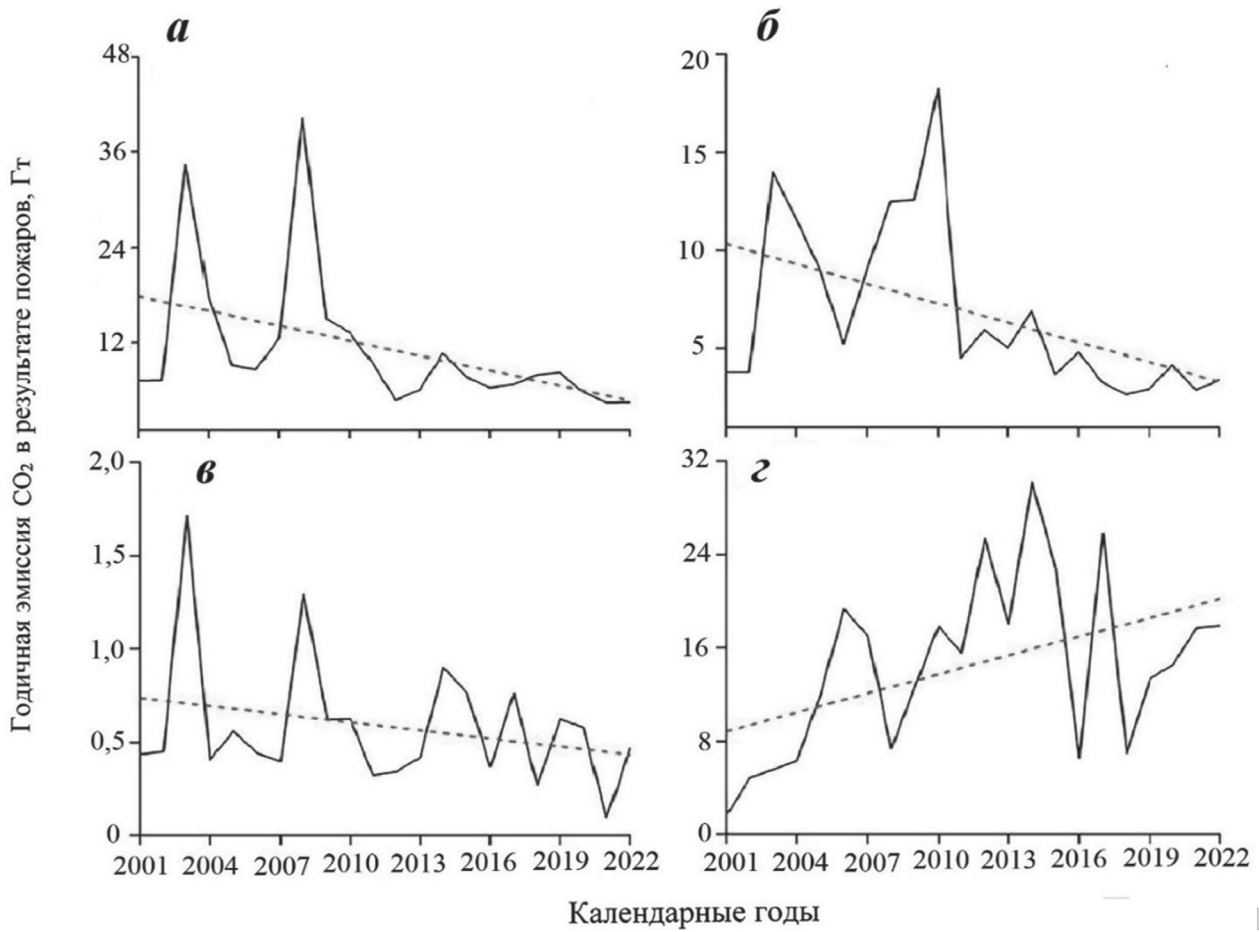 Годичная эмиссия CO₂ в результате пожаров, Гт
а
48
36
24
12
б
20
15
10
5
в
2,0
1,5
1,0
0,5
0
2001 2004 2007 2010 2013 2016 2019 2022
г
32
24
16
8
0
2001 2004 2007 2010 2013 2016 2019 2022
Календарные годы